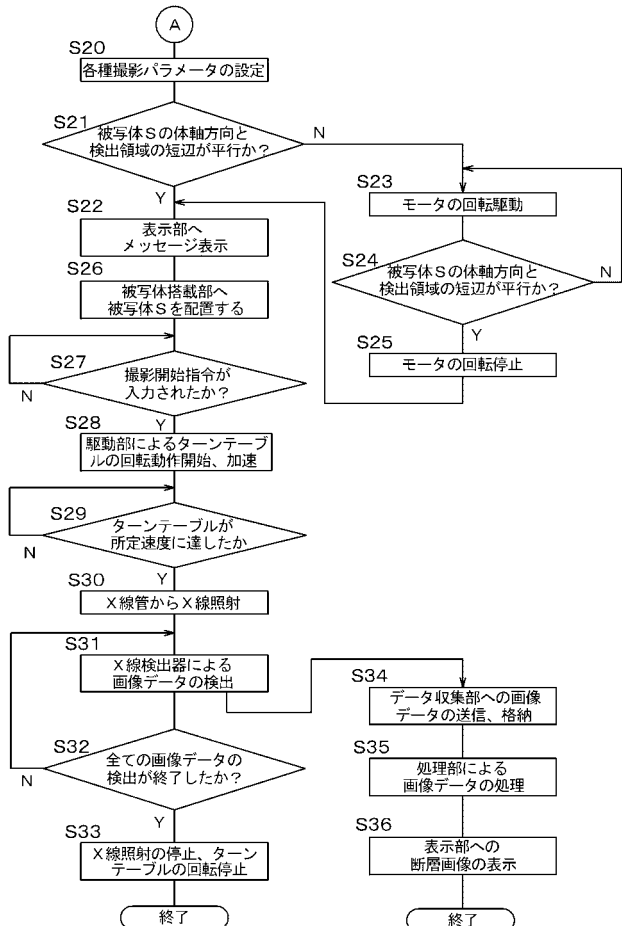 A
S20
各種撮影パラメータの設定
S21
被写体Sの体軸方向と
検出領域の短辺が平行か？
N
Y
S22
表示部へ
メッセージ表示
S23
モータの回転駆動
S24
被写体Sの体軸方向と
検出領域の短辺が平行か？
N
Y
S25
モータの回転停止
S26
被写体搭載部へ
被写体Sを配置する
S27
撮影開始指令が
入力されたか？
N
Y
S28
駆動部によるターンテーブ
ルの回転動作開始、加速
S29
ターンテーブルが
所定速度に達したか
N
Y
S30
X線管からX線照射
S31
X線検出器による
画像データの検出
S32
全ての画像データの
検出が終了したか？
N
Y
S33
X線照射の停止、ターン
テーブルの回転停止
終了
S34
データ収集部への画像
データの送信、格納
S35
処理部による
画像データの処理
S36
表示部への
断層画像の表示
終了